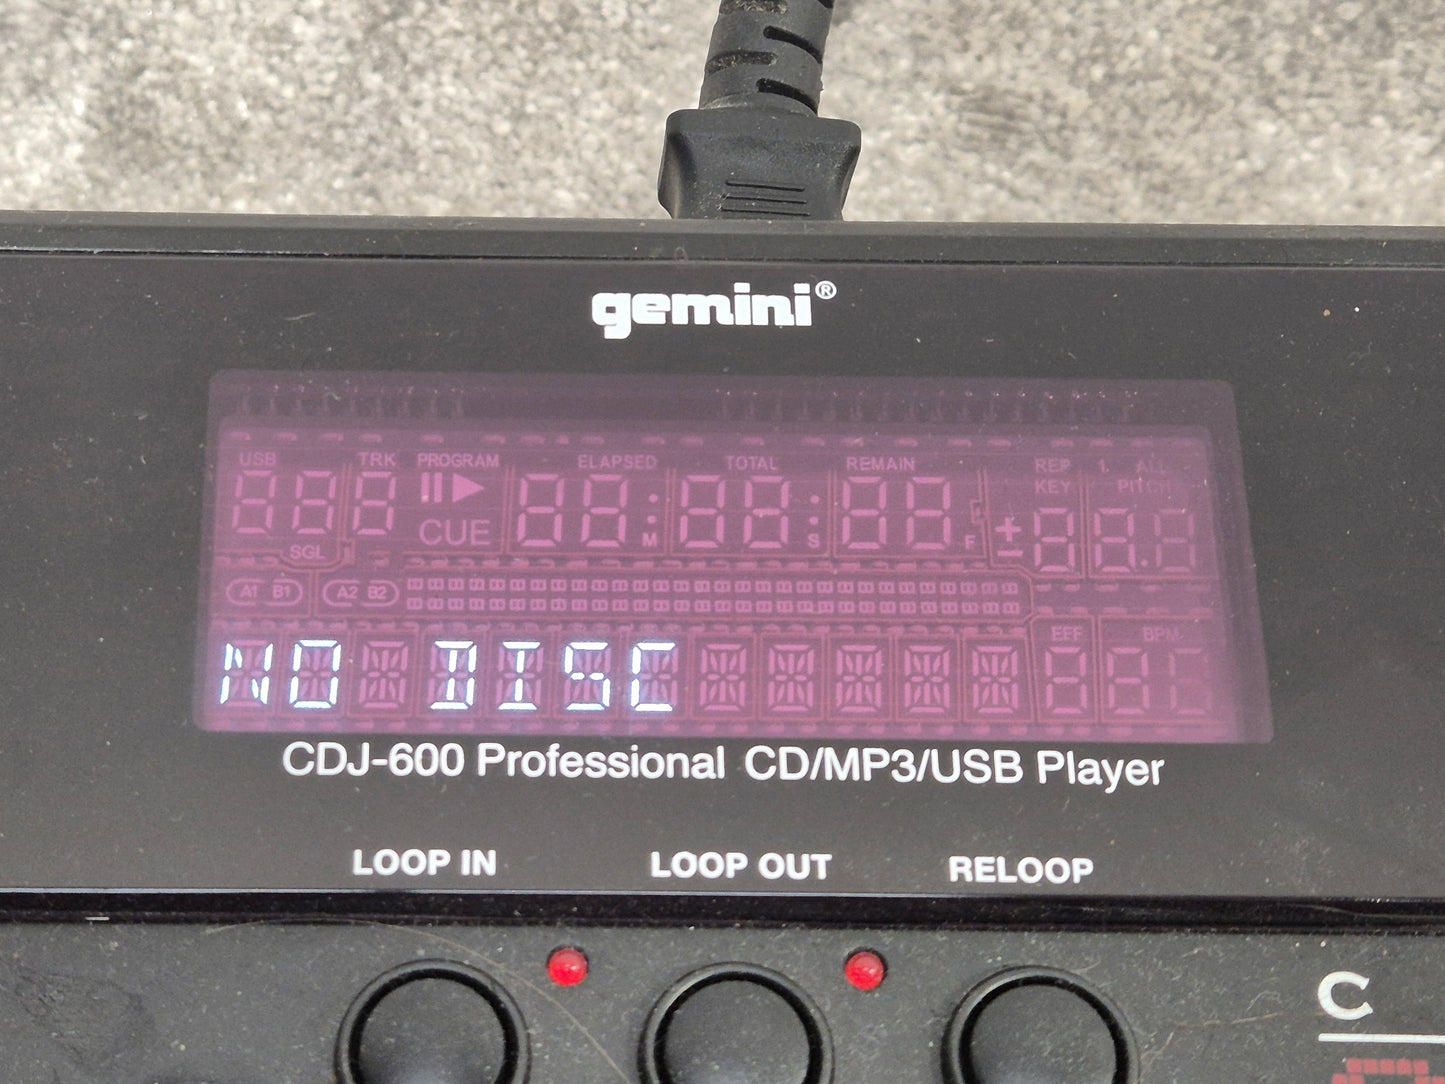 gemini®
USB TRK PROGRAM ELAPSED TOTAL REMAIN REP 1 ALL
KEY PITCH
CUE M S F
SGL
A1 B1 A2 B2
EFF BPM
NO DISC
CDJ-600 Professional CD/MP3/USB Player
LOOP IN LOOP OUT RELOOP
C